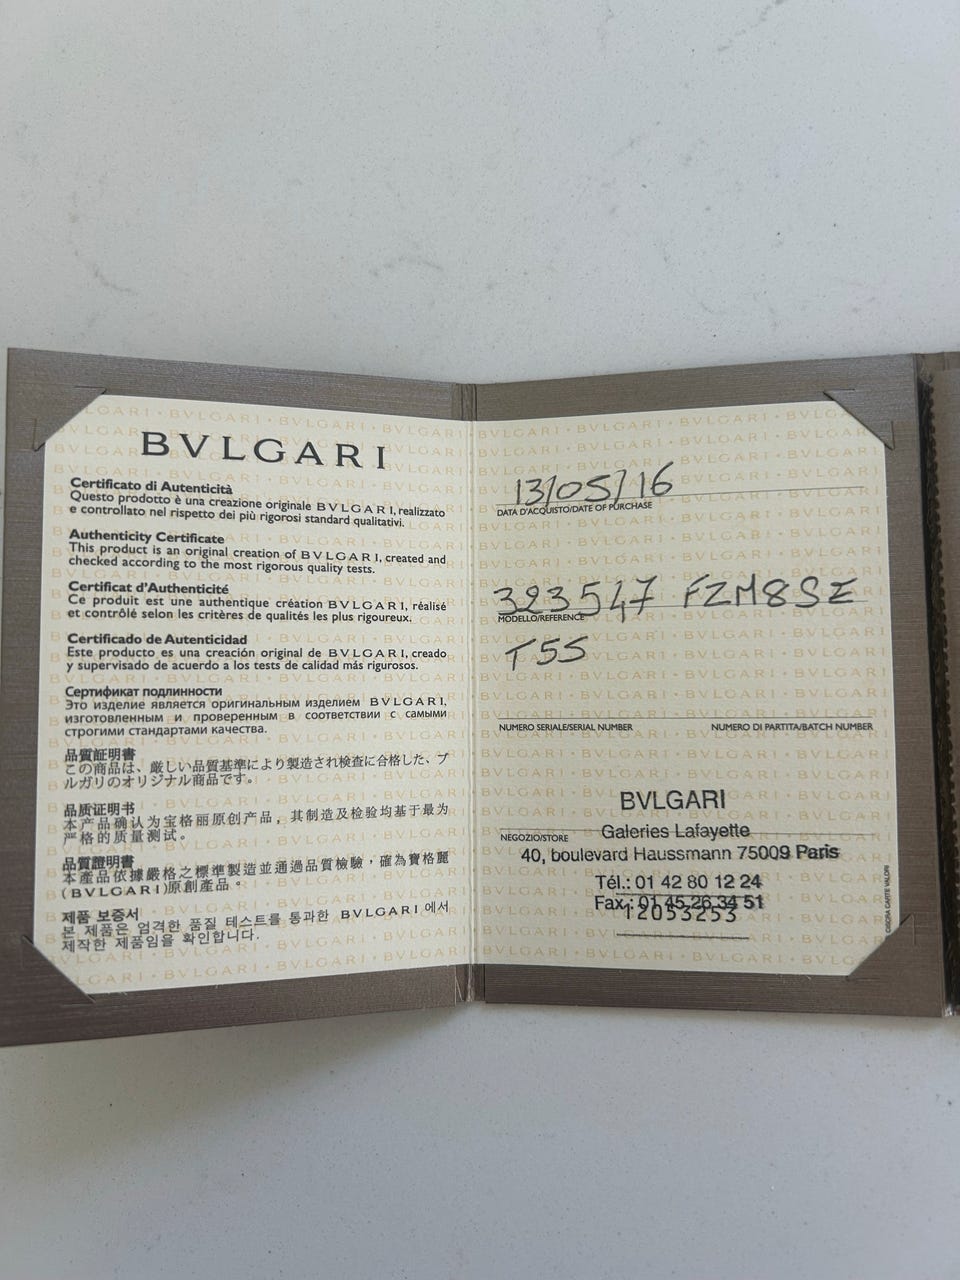 BVLGARI
Certificato di Autenticità
Questo prodotto è una creazione originale BVLGARI, realizzato
e controllato nel rispetto dei più rigorosi standard qualitativi.
Authenticity Certificate
This product is an original creation of BVLGARI, created and
checked according to the most rigorous quality tests.
Certificat d'Authenticité
Ce produit est une authentique création BVLGARI, réalisé
et contrôlé selon les critères de qualités les plus rigoureux.
Certificado de Autenticidad
Este producto es una creación original de BVLGARI, creado
y supervisado de acuerdo a los tests de calidad más rigurosos.
Сертификат подлинности
Это изделие является оригинальным изделием BVLGARI,
изготовленным и проверенным в соответствии с самыми
строгими стандартами качества.
品質証明書
この商品は、厳しい品質基準により製造され検査に合格した、ブ
ルガリのオリジナル商品です。
品质证明书
本产品确认为宝格丽原创产品，其制造及检验均基于最为
严格的质量测试。
品質證明書
本產品依據嚴格之標準製造並通過品質檢驗，確為寶格麗
(BVLGARI)原創產品。
제품 보증서
본 제품은 엄격한 품질 테스트를 통과한 BVLGARI 에서
제작한 제품임을 확인합니다.
13/05/16
DATA D'ACQUISTO/DATE OF PURCHASE
323547 FZM8SE
MODELLO/REFERENCE
T55
NUMERO SERIALE/SERIAL NUMBER NUMERO DI PARTITA/BATCH NUMBER
BVLGARI
NEGOZIO/STORE Galeries Lafayette
40, boulevard Haussmann 75009 Paris
Tél.: 01 42 80 12 24
Fax.: 01 45 26 34 51
12053253